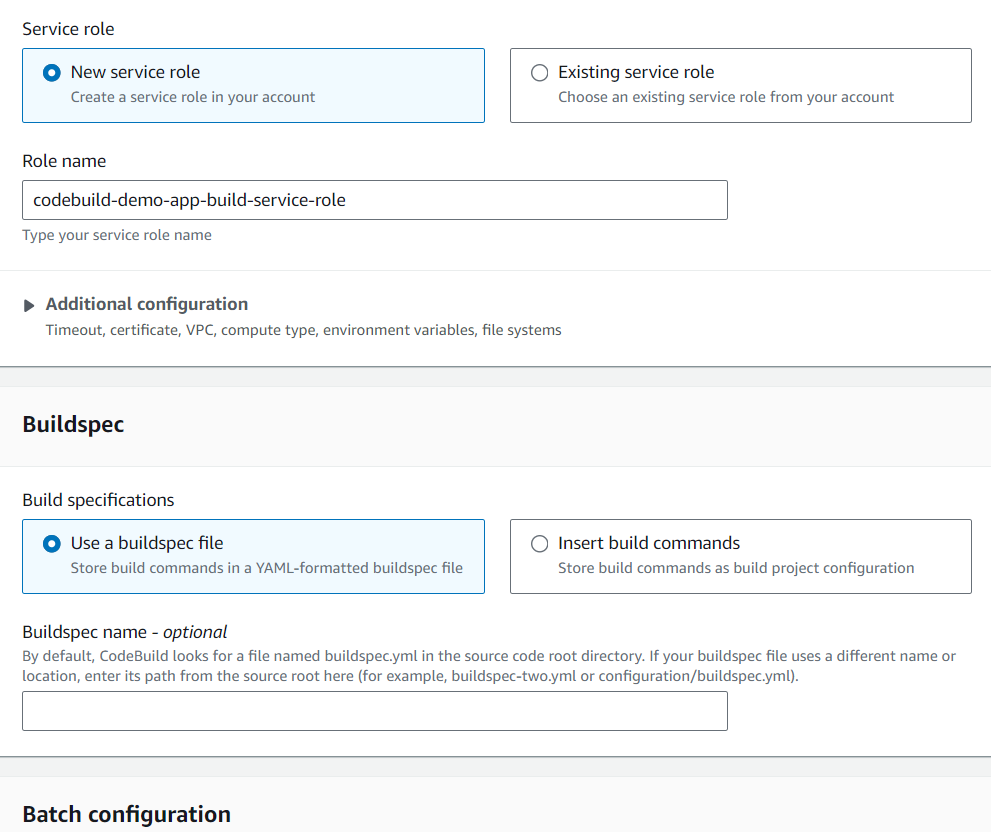 Service role
New service role
Create a service role in your account
Existing service role
Choose an existing service role from your account
Role name
codebuild-demo-app-build-service-role
Type your service role name
Additional configuration
Timeout, certificate, VPC, compute type, environment variables, file systems
Buildspec
Build specifications
Use a buildspec file
Store build commands in a YAML-formatted buildspec file
Insert build commands
Store build commands as build project configuration
Buildspec name - optional
By default, CodeBuild looks for a file named buildspec.yml in the source code root directory. If your buildspec file uses a different name or
location, enter its path from the source root here (for example, buildspec-two.yml or configuration/buildspec.yml).
Batch configuration